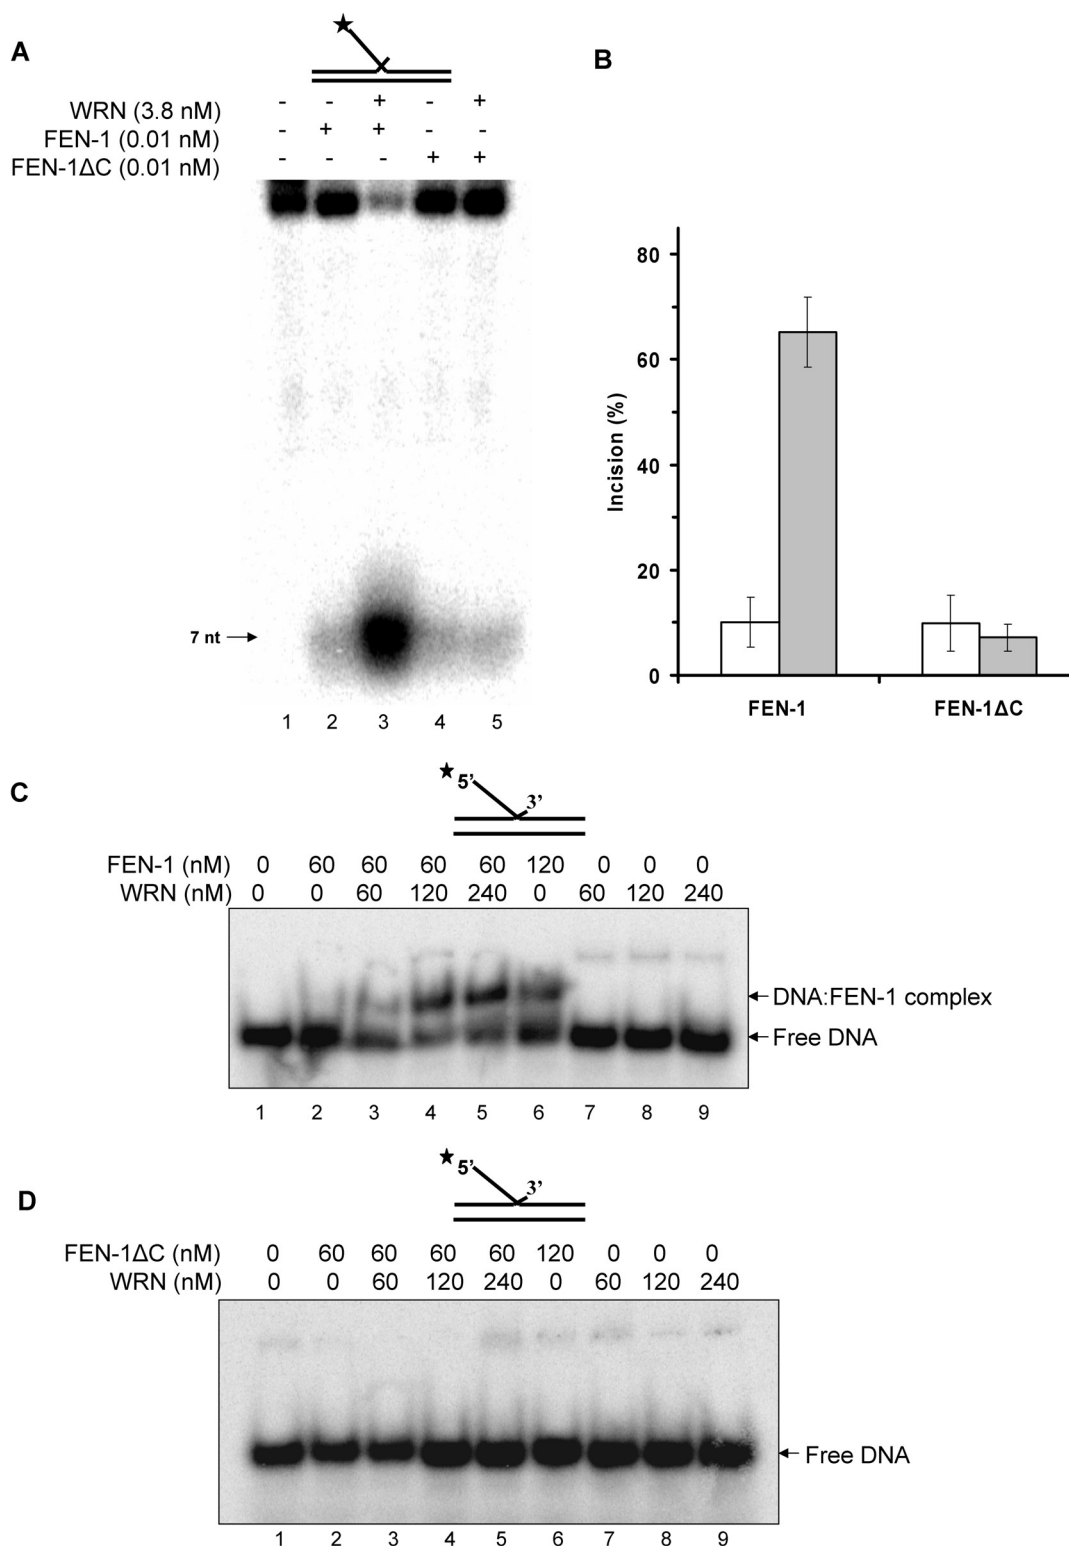 A
WRN (3.8 nM) - - + - +
FEN-1 (0.01 nM) - + + - -
FEN-1ΔC (0.01 nM) - - - + +
7 nt
1 2 3 4 5
B
Incision (%)
80
60
40
20
0
FEN-1 FEN-1ΔC
C
5’ 3’
FEN-1 (nM) 0 60 60 60 60 120 0 0 0
WRN (nM) 0 0 60 120 240 0 60 120 240
DNA:FEN-1 complex
Free DNA
1 2 3 4 5 6 7 8 9
D
5’ 3’
FEN-1ΔC (nM) 0 60 60 60 60 120 0 0 0
WRN (nM) 0 0 60 120 240 0 60 120 240
Free DNA
1 2 3 4 5 6 7 8 9